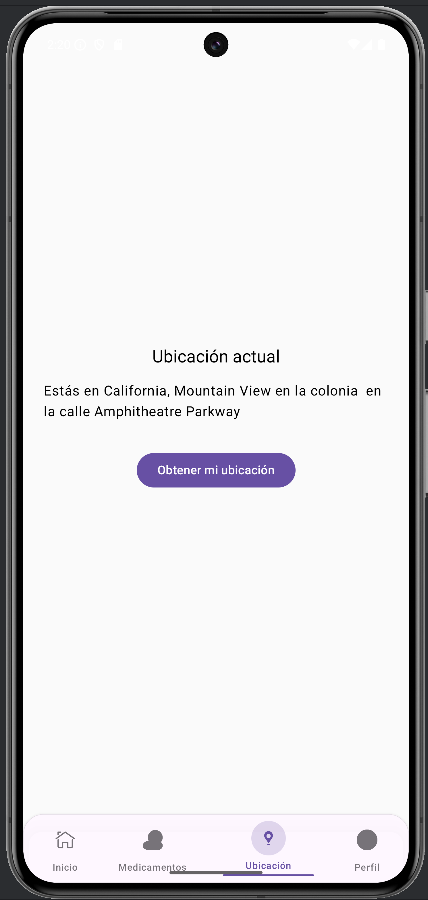 Ubicación actual
Estás en California, Mountain View en la colonia  en
la calle Amphitheatre Parkway
Obtener mi ubicación
Inicio
Medicamentos
Ubicación
Perfil